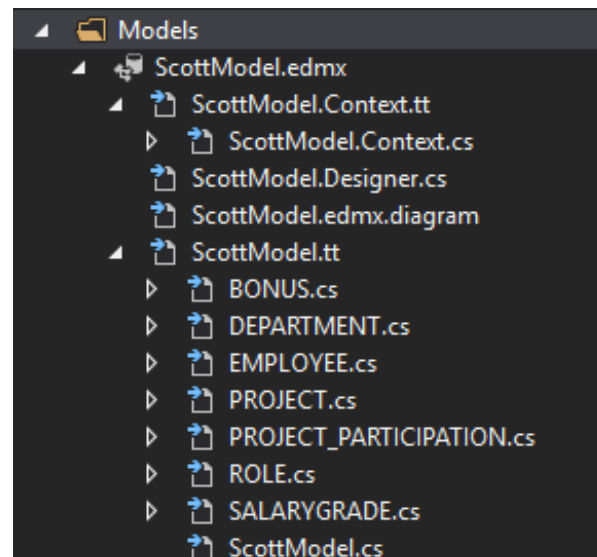 Models
ScottModel.edmx
ScottModel.Context.tt
ScottModel.Context.cs
ScottModel.Designer.cs
ScottModel.edmx.diagram
ScottModel.tt
BONUS.cs
DEPARTMENT.cs
EMPLOYEE.cs
PROJECT.cs
PROJECT_PARTICIPATION.cs
ROLE.cs
SALARYGRADE.cs
ScottModel.cs